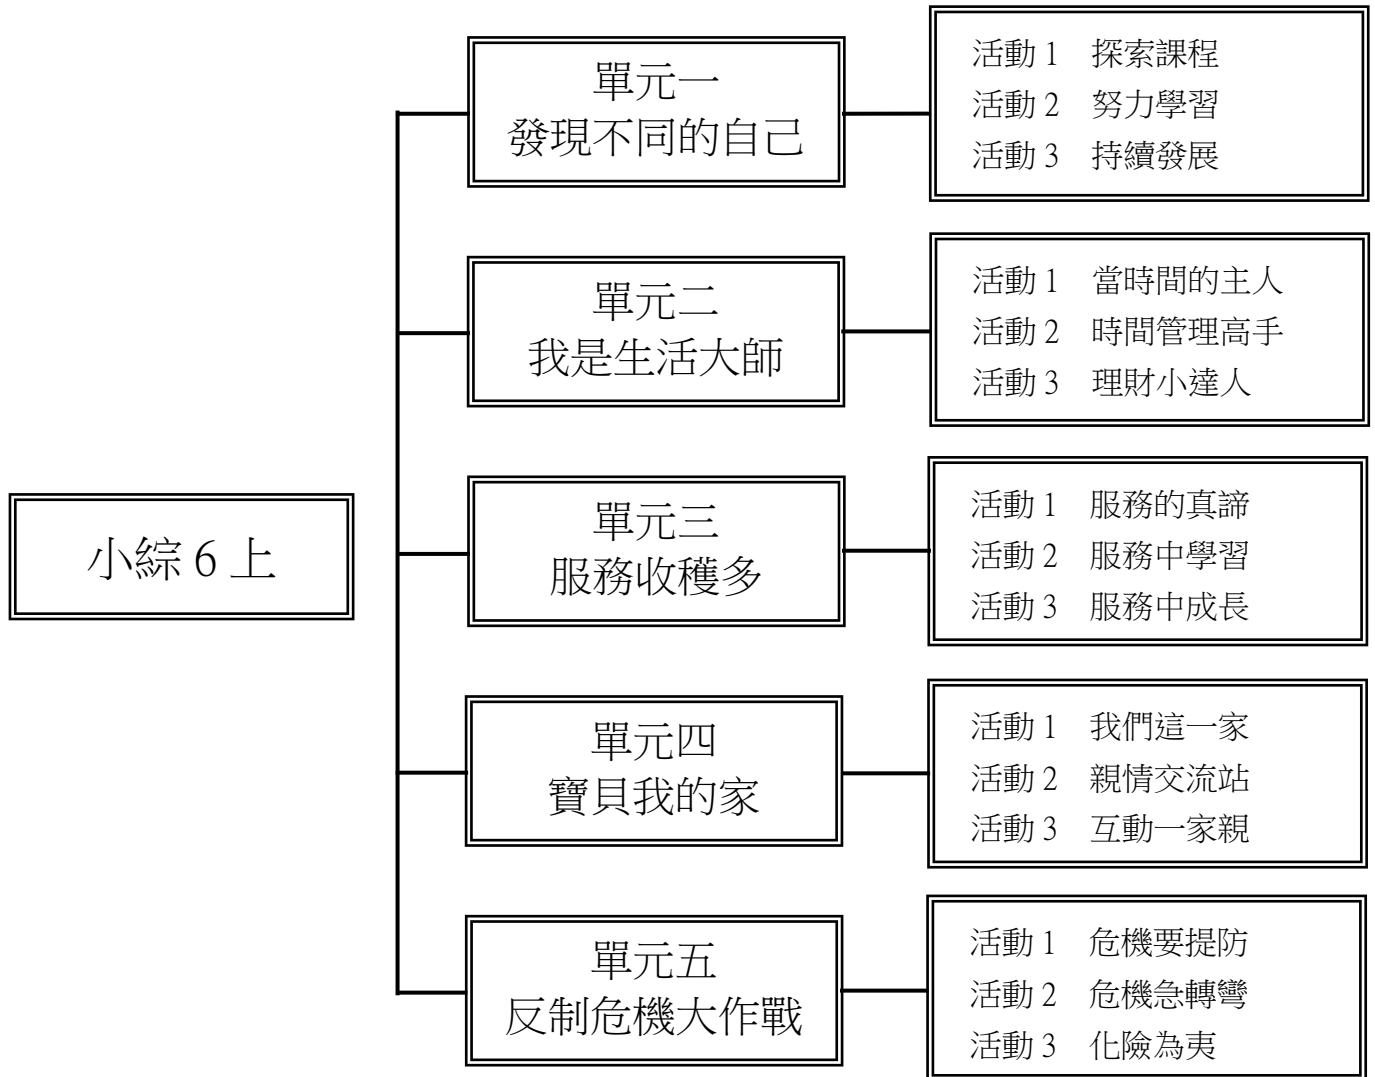 小綜6上
單元一
發現不同的自己
活動1　探索課程
活動2　努力學習
活動3　持續發展
單元二
我是生活大師
活動1　當時間的主人
活動2　時間管理高手
活動3　理財小達人
單元三
服務收穫多
活動1　服務的真諦
活動2　服務中學習
活動3　服務中成長
單元四
寶貝我的家
活動1　我們這一家
活動2　親情交流站
活動3　互動一家親
單元五
反制危機大作戰
活動1　危機要提防
活動2　危機急轉彎
活動3　化險為夷